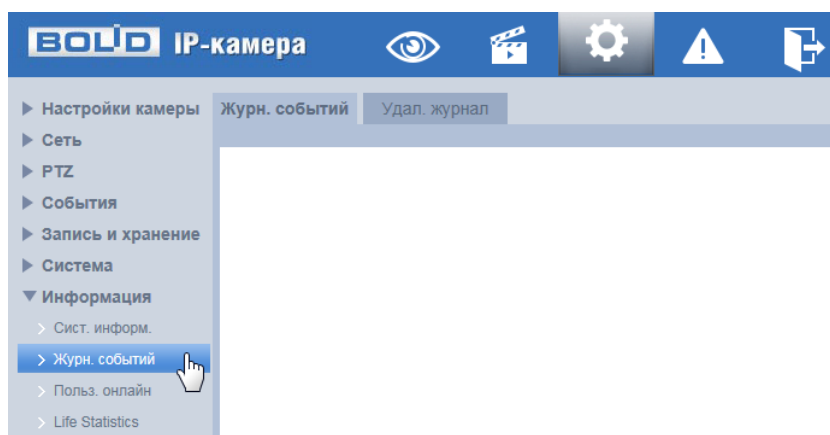 BOLID IP-камера
Настройки камеры
Сеть
PTZ
События
Запись и хранение
Система
Информация
Сист. информ.
Журн. событий
Польз. онлайн
Life Statistics
Журн. событий Удал. журнал